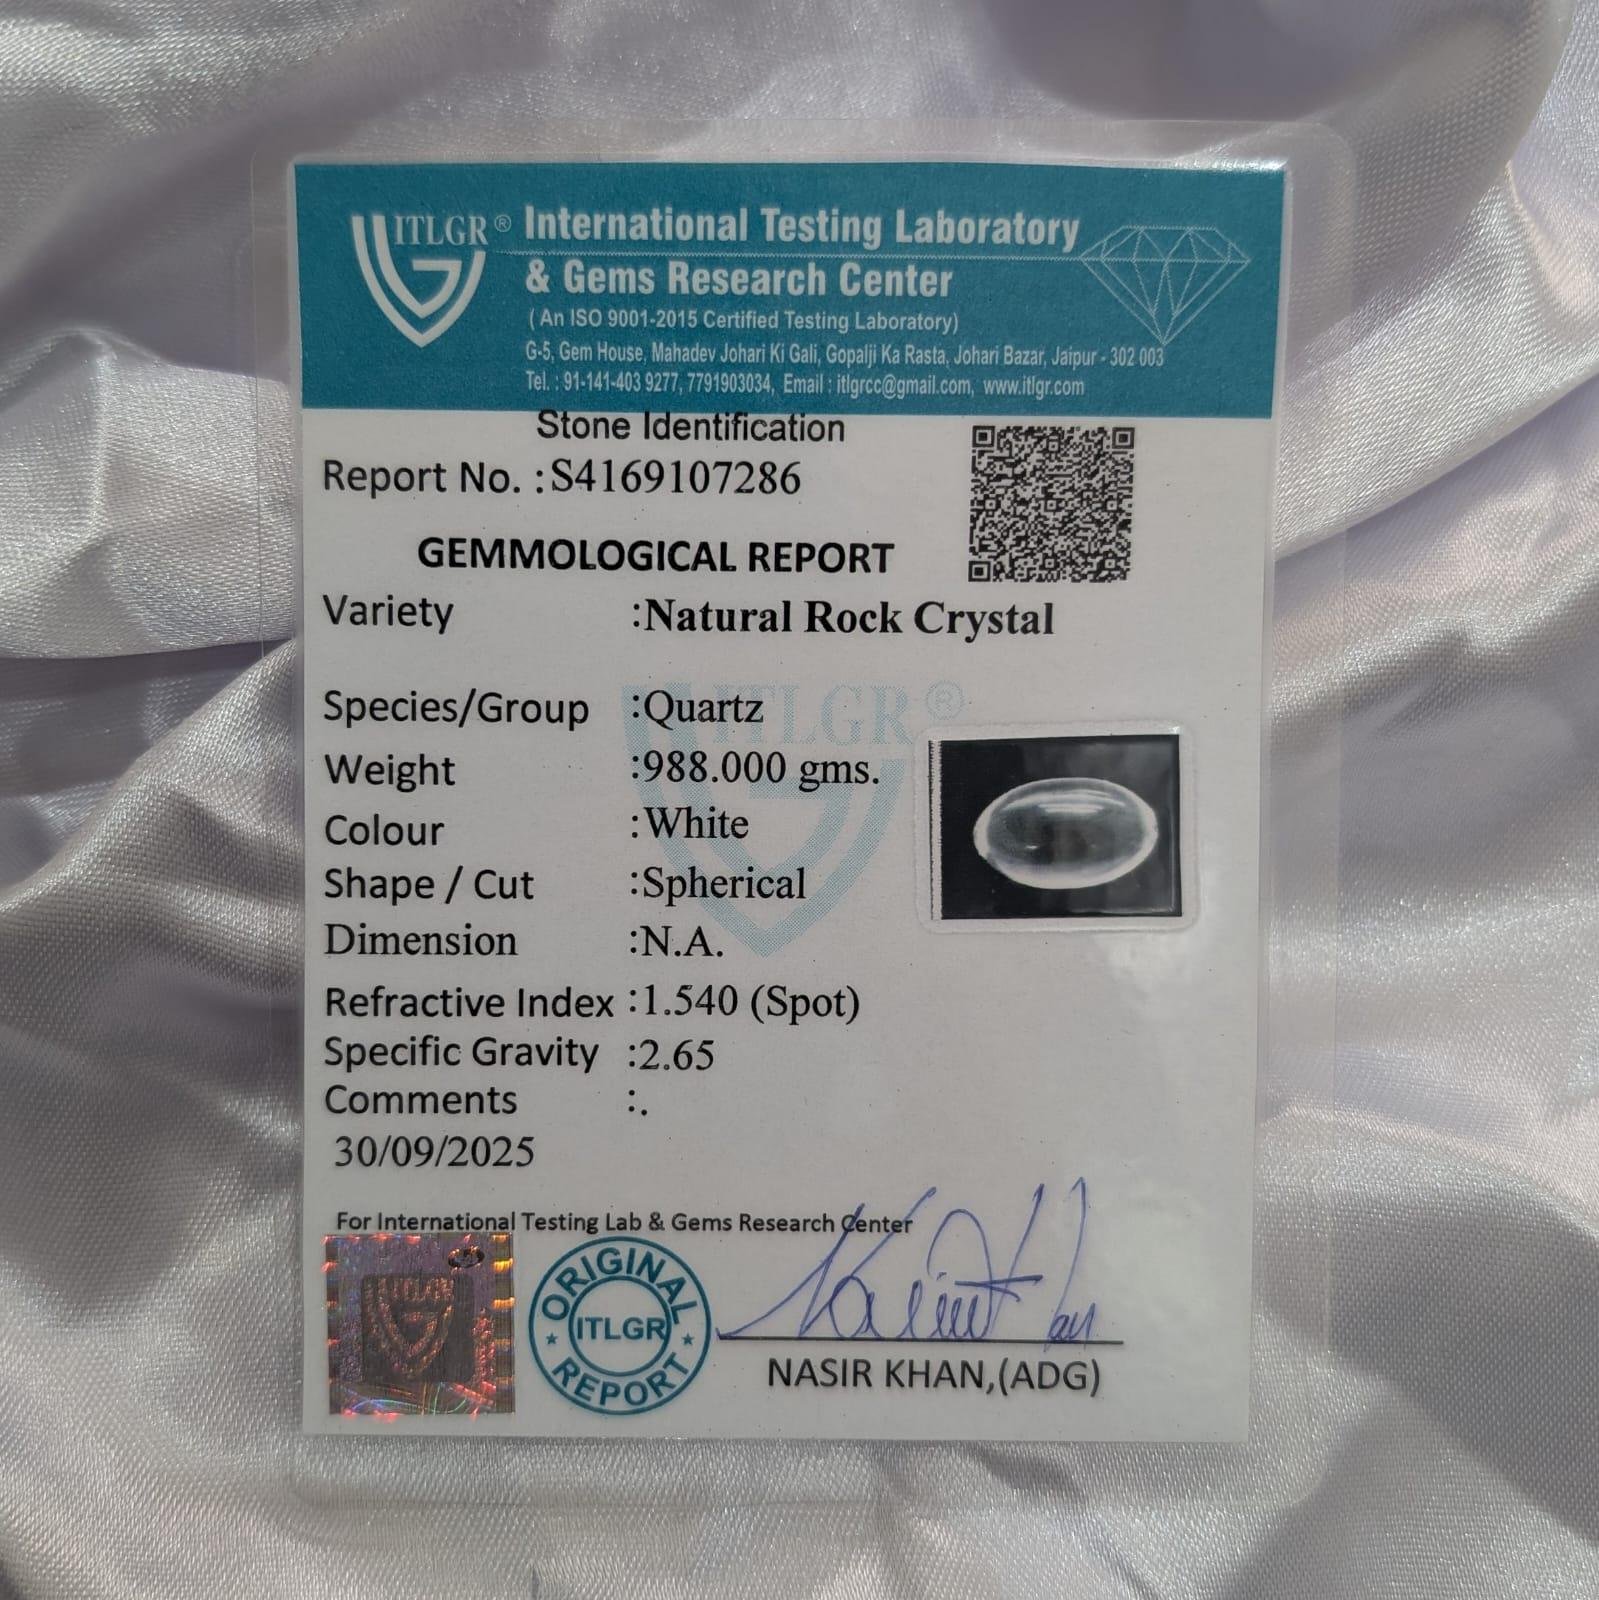 ITLGR® International Testing Laboratory
& Gems Research Center
( An ISO 9001-2015 Certified Testing Laboratory)
G-5, Gem House, Mahadev Johari Ki Gali, Gopalji Ka Rasta, Johari Bazar, Jaipur - 302 003
Tel. : 91-141-403 9277, 7791903034, Email : itlgrcc@gmail.com, www.itlgr.com
Stone Identification
Report No. :S4169107286
GEMMOLOGICAL REPORT
Variety :Natural Rock Crystal
ITLGR®
Species/Group :Quartz
Weight :988.000 gms.
Colour :White
Shape / Cut :Spherical
Dimension :N.A.
Refractive Index :1.540 (Spot)
Specific Gravity :2.65
Comments :.
30/09/2025
For International Testing Lab & Gems Research Center
ITLGR
ORIGINAL
ITLGR
REPORT
NASIR KHAN,(ADG)